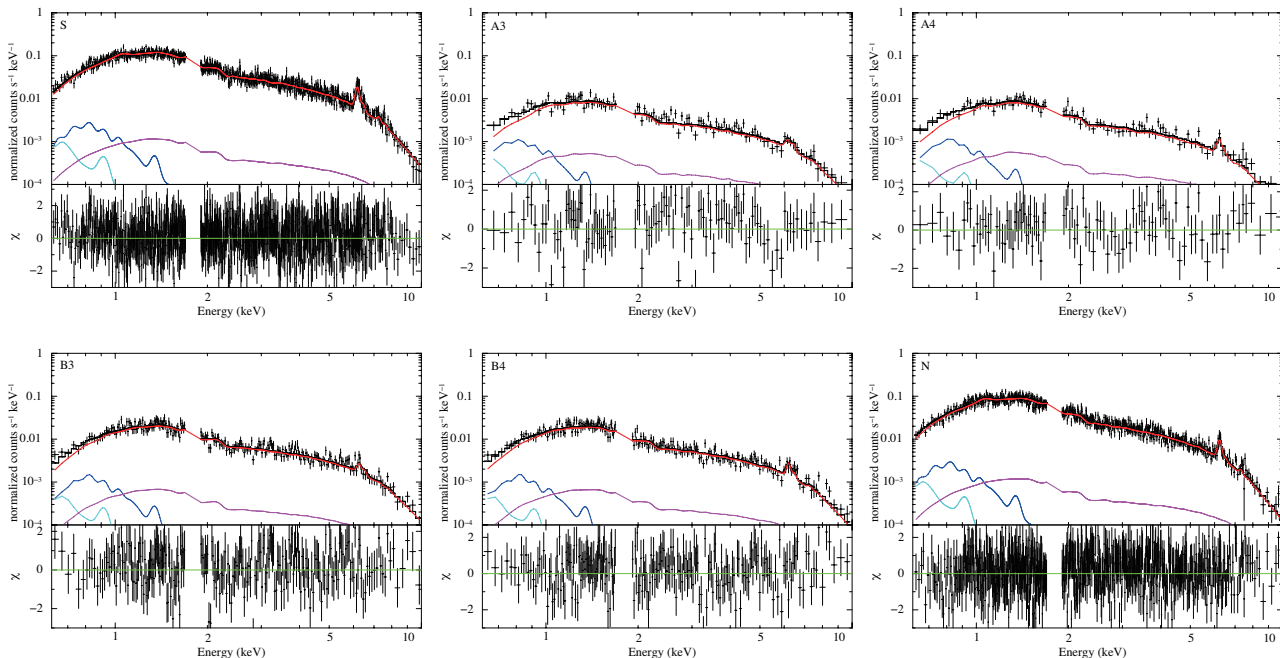 S
1
0.1
0.01
10⁻³
10⁻⁴
normalized counts s⁻¹ keV⁻¹
2
0
−2
χ
1 2 5 10
Energy (keV)
A3
1
0.1
0.01
10⁻³
10⁻⁴
normalized counts s⁻¹ keV⁻¹
2
0
−2
χ
1 2 5 10
Energy (keV)
A4
1
0.1
0.01
10⁻³
10⁻⁴
normalized counts s⁻¹ keV⁻¹
2
0
−2
χ
1 2 5 10
Energy (keV)
B3
1
0.1
0.01
10⁻³
10⁻⁴
normalized counts s⁻¹ keV⁻¹
2
0
−2
χ
1 2 5 10
Energy (keV)
B4
1
0.1
0.01
10⁻³
10⁻⁴
normalized counts s⁻¹ keV⁻¹
2
0
−2
χ
1 2 5 10
Energy (keV)
N
1
0.1
0.01
10⁻³
10⁻⁴
normalized counts s⁻¹ keV⁻¹
2
0
−2
χ
1 2 5 10
Energy (keV)